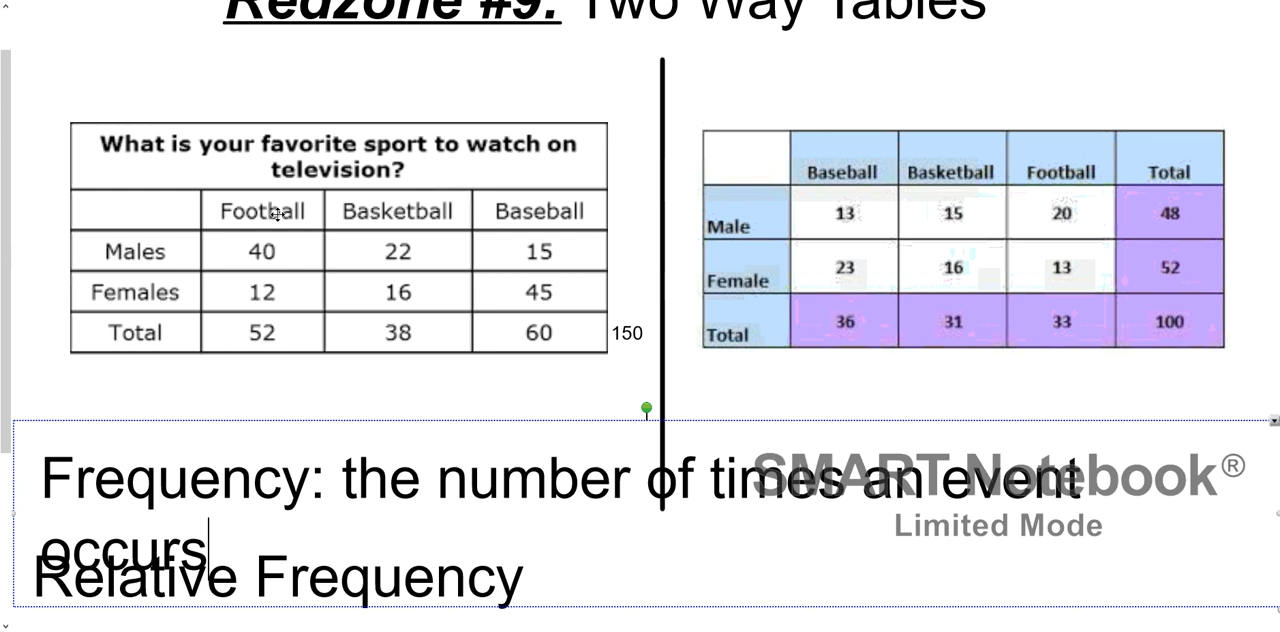 Redzone #9: Two Way Tables
What is your favorite sport to watch on
television?
Football Basketball Baseball
Males 40 22 15
Females 12 16 45
Total 52 38 60 150
Baseball Basketball Football Total
Male 13 15 20 48
Female 23 16 13 52
Total 36 31 33 100
Frequency: the number of times an event
occurs
Relative Frequency
SMART Notebook®
Limited Mode